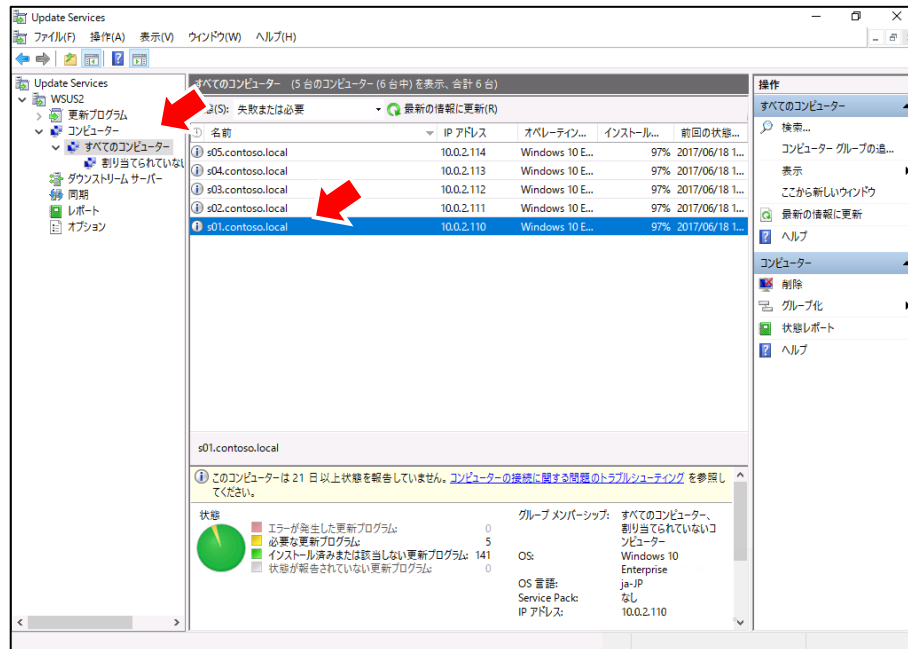 Update Services
ファイル(F) 操作(A) 表示(V) ウィンドウ(W) ヘルプ(H)
Update Services
WSUS2
更新プログラム
コンピューター
すべてのコンピューター
割り当てられていない
ダウンストリーム サーバー
同期
レポート
オプション
すべてのコンピューター (5 台のコンピューター (6 台中) を表示、合計 6 台)
(S): 失敗または必要 最新の情報に更新(R)
名前 IP アドレス オペレーティン... インストール... 前回の状態...
s05.contoso.local 10.0.2.114 Windows 10 E... 97% 2017/06/18 1...
s04.contoso.local 10.0.2.113 Windows 10 E... 97% 2017/06/18 1...
s03.contoso.local 10.0.2.112 Windows 10 E... 97% 2017/06/18 1...
s02.contoso.local 10.0.2.111 Windows 10 E... 97% 2017/06/18 1...
s01.contoso.local 10.0.2.110 Windows 10 E... 97% 2017/06/18 1...
s01.contoso.local
このコンピューターは 21 日以上状態を報告していません。コンピューターの接続に関する問題のトラブルシューティング を参照し
てください。
状態
エラーが発生した更新プログラム: 0
必要な更新プログラム: 5
インストール済みまたは該当しない更新プログラム: 141
状態が報告されていない更新プログラム: 0
グループ メンバーシップ: すべてのコンピューター、
割り当てられていないコ
ンピューター
OS: Windows 10
Enterprise
OS 言語: ja-JP
Service Pack: なし
IP アドレス: 10.0.2.110
操作
すべてのコンピューター
検索...
コンピューター グループの追...
表示
ここから新しいウィンドウ
最新の情報に更新
ヘルプ
コンピューター
削除
グループ化
状態レポート
ヘルプ